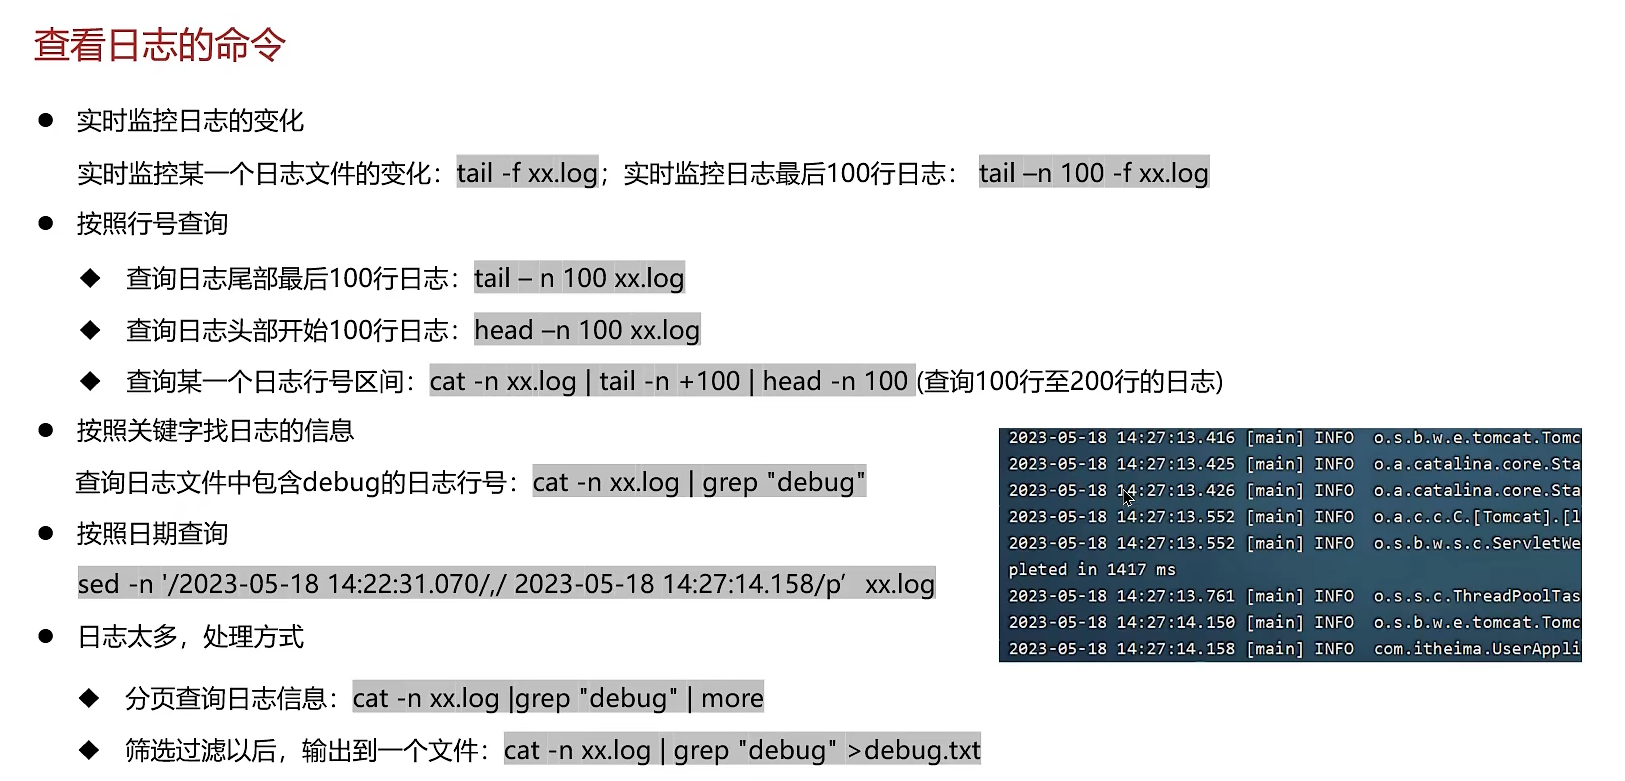 查看日志的命令
● 实时监控日志的变化
实时监控某一个日志文件的变化：tail -f xx.log；实时监控日志最后100行日志： tail –n 100 -f xx.log
● 按照行号查询
◆ 查询日志尾部最后100行日志：tail – n 100 xx.log
◆ 查询日志头部开始100行日志：head –n 100 xx.log
◆ 查询某一个日志行号区间：cat -n xx.log | tail -n +100 | head -n 100 (查询100行至200行的日志)
● 按照关键字找日志的信息
查询日志文件中包含debug的日志行号：cat -n xx.log | grep "debug"
● 按照日期查询
sed -n '/2023-05-18 14:22:31.070/,/ 2023-05-18 14:27:14.158/p’ xx.log
● 日志太多，处理方式
◆ 分页查询日志信息：cat -n xx.log |grep "debug" | more
◆ 筛选过滤以后，输出到一个文件：cat -n xx.log | grep "debug" >debug.txt
2023-05-18 14:27:13.416 [main] INFO o.s.b.w.e.tomcat.Tomc
2023-05-18 14:27:13.425 [main] INFO o.a.catalina.core.Sta
2023-05-18 14:27:13.426 [main] INFO o.a.catalina.core.Sta
2023-05-18 14:27:13.552 [main] INFO o.a.c.c.C.[Tomcat].[l
2023-05-18 14:27:13.552 [main] INFO o.s.b.w.s.c.ServletWe
pleted in 1417 ms
2023-05-18 14:27:13.761 [main] INFO o.s.s.c.ThreadPoolTas
2023-05-18 14:27:14.150 [main] INFO o.s.b.w.e.tomcat.Tomc
2023-05-18 14:27:14.158 [main] INFO com.itheima.UserAppli